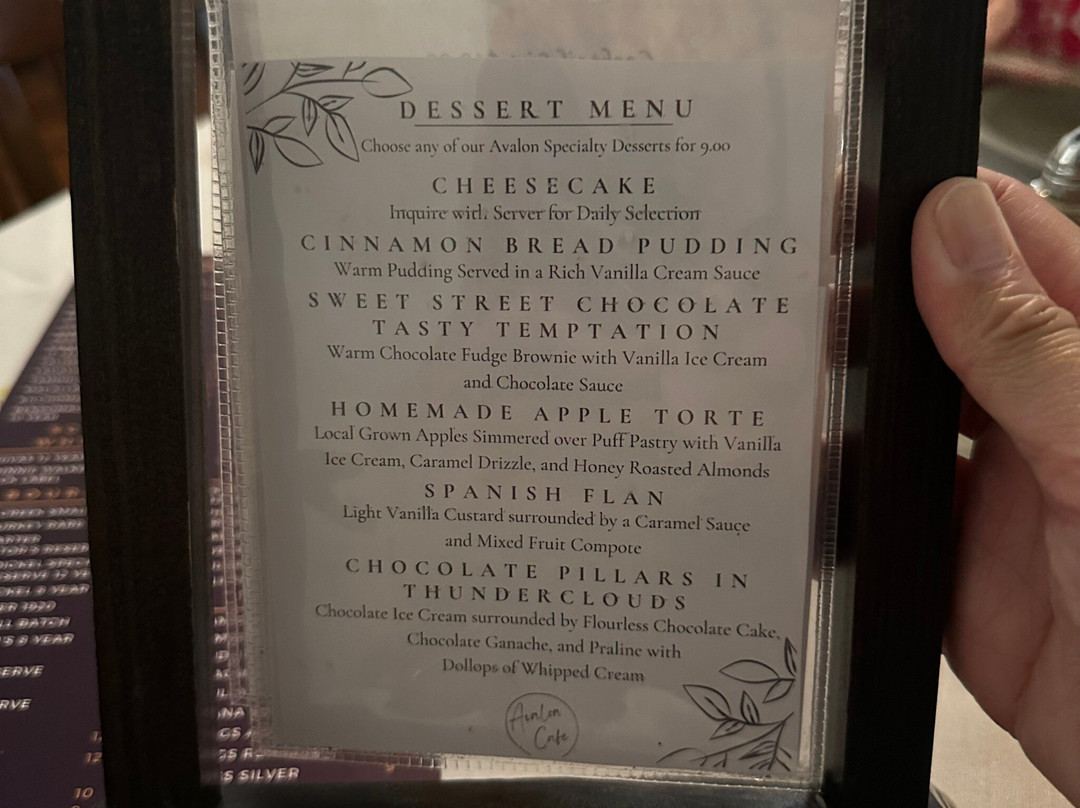 DESSERT MENU
Choose any of our Avalon Specialty Desserts for 9.00
CHEESECAKE
Inquire with Server for Daily Selection
CINNAMON BREAD PUDDING
Warm Pudding Served in a Rich Vanilla Cream Sauce
SWEET STREET CHOCOLATE
TASTY TEMPTATION
Warm Chocolate Fudge Brownie with Vanilla Ice Cream
and Chocolate Sauce
HOMEMADE APPLE TORTE
Local Grown Apples Simmered over Puff Pastry with Vanilla
Ice Cream, Caramel Drizzle, and Honey Roasted Almonds
SPANISH FLAN
Light Vanilla Custard surrounded by a Caramel Sauce
and Mixed Fruit Compote
CHOCOLATE PILLARS IN
THUNDERCLOUDS
Chocolate Ice Cream surrounded by Flourless Chocolate Cake,
Chocolate Ganache, and Praline with
Dollops of Whipped Cream
Avalon
Cafe
YEAR
SILVER
10